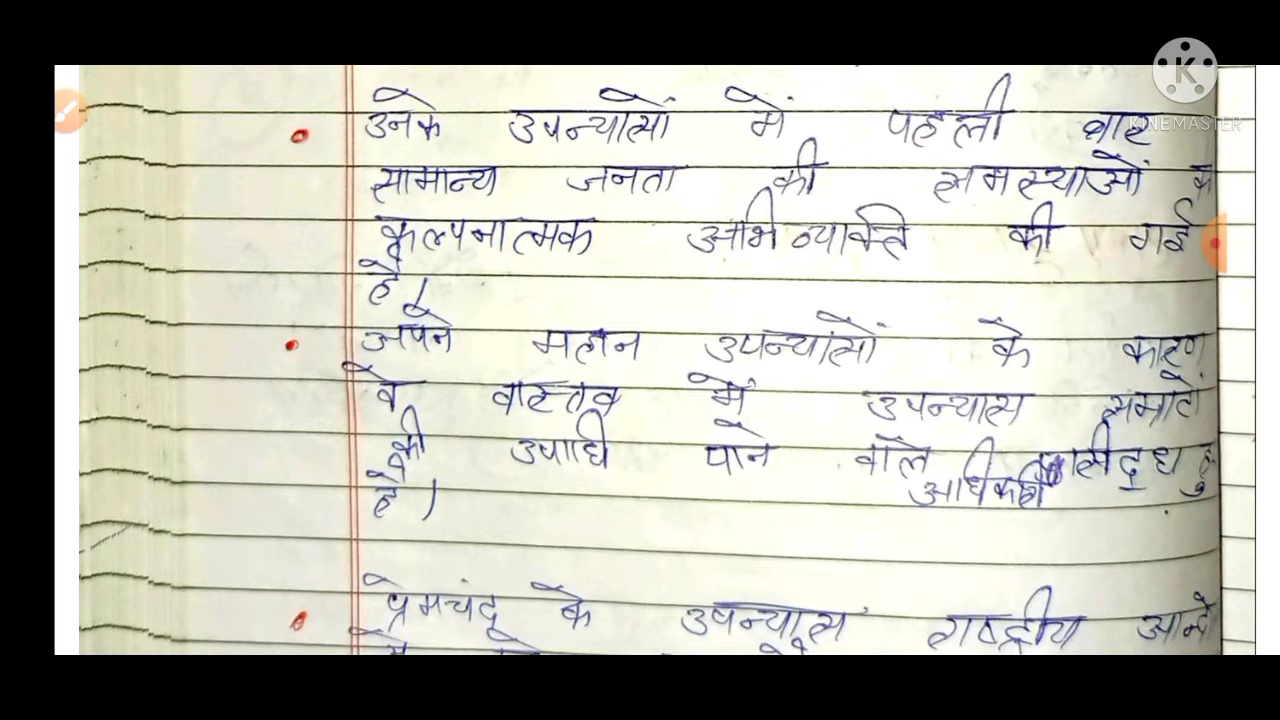 KINEMASTER
उनके उपन्यासों में पहली बार
सामान्य जनता की समस्याओं
कल्पनात्मक अभिव्यक्ति की गई
है।
अपने महान उपन्यासों के कारण
वे वास्तव में उपन्यास सम्राटों
की उपाधि पाने वाले अधिकारी
है।
प्रेमचंद के उपन्यास राष्ट्रीय आन्दो